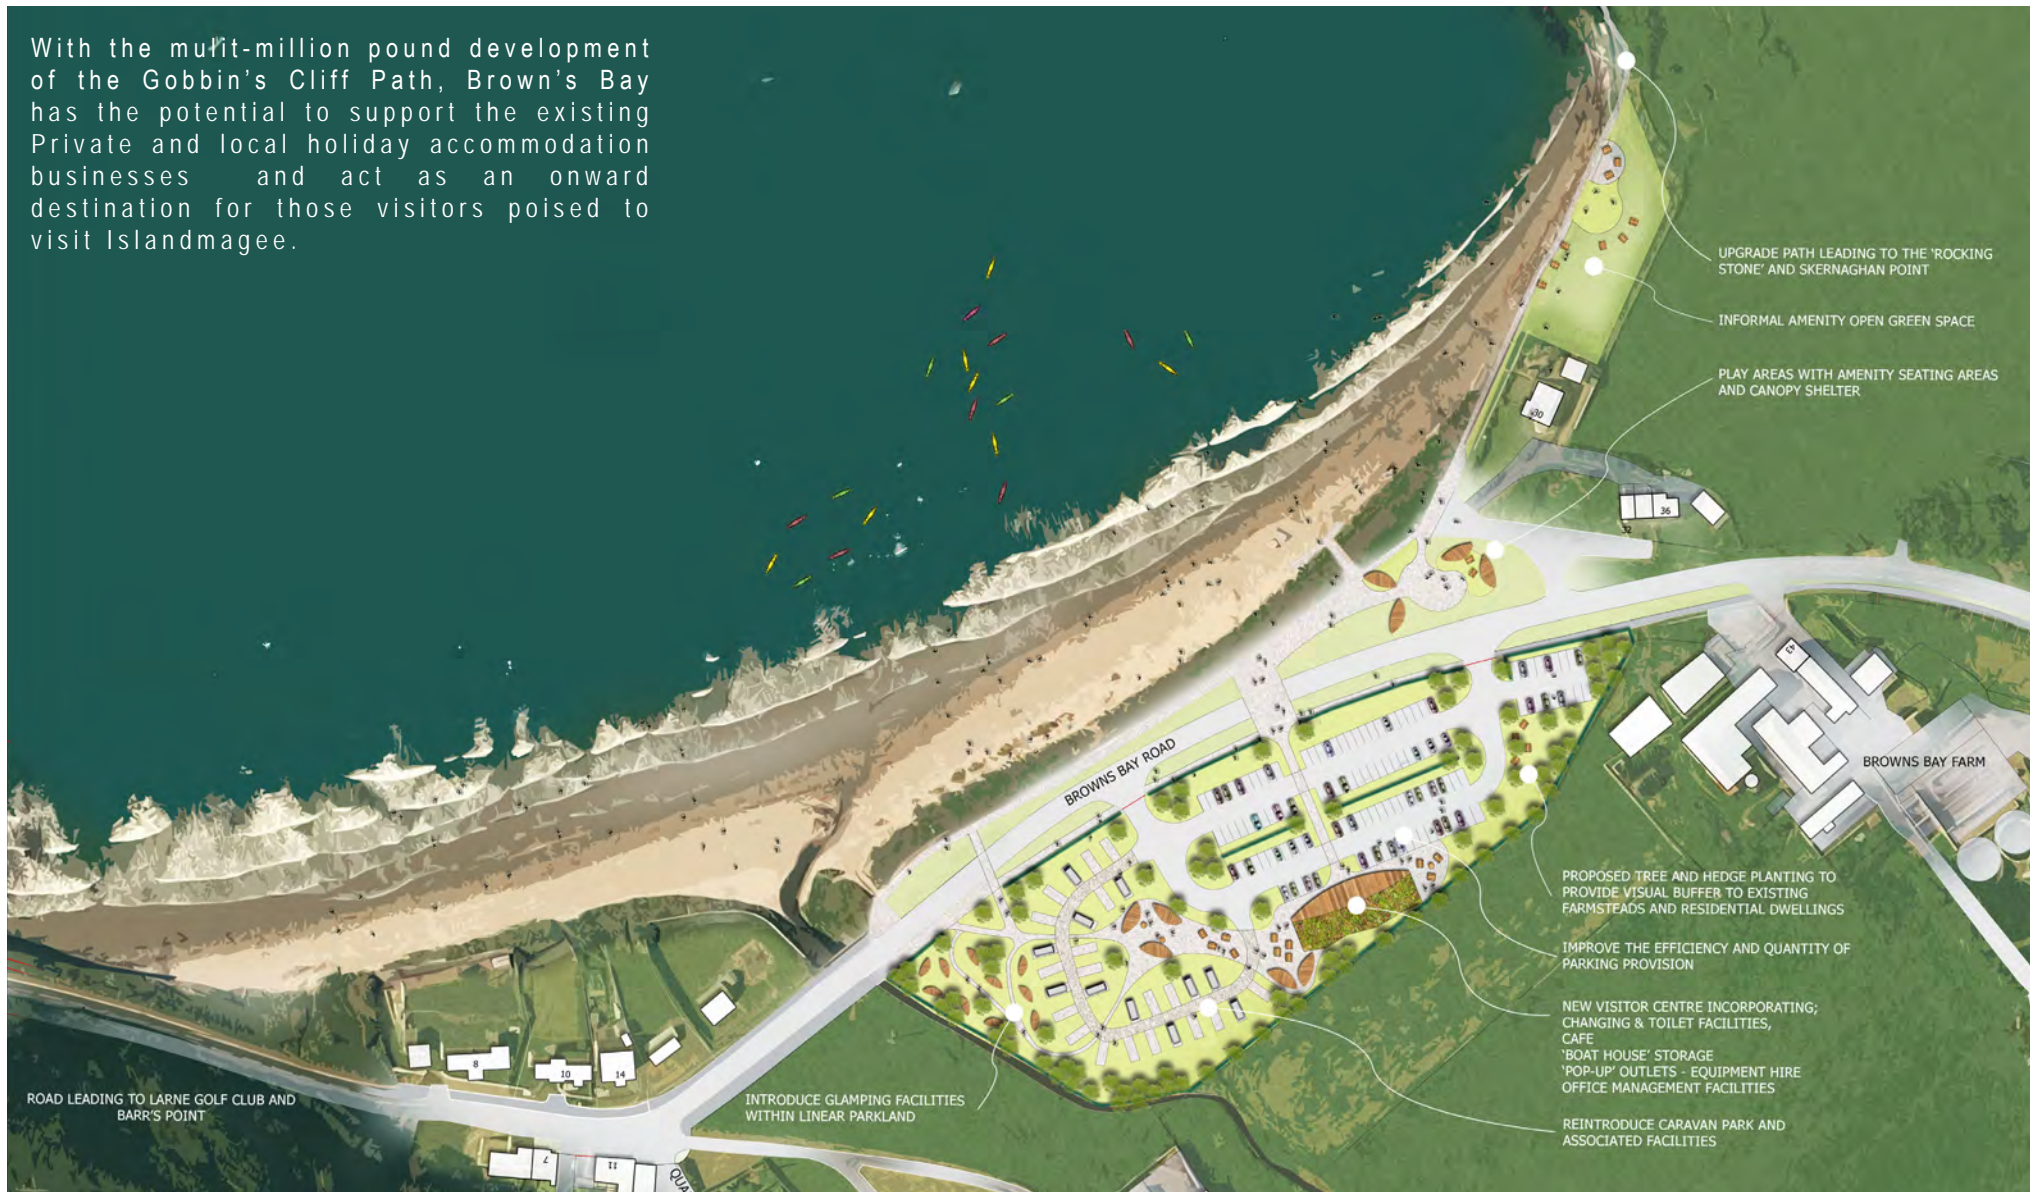 With the mulit-million pound development
of the Gobbin's Cliff Path, Brown's Bay
has the potential to support the existing
Private and local holiday accommodation
businesses and act as an onward
destination for those visitors poised to
visit Islandmagee.
UPGRADE PATH LEADING TO THE 'ROCKING
STONE' AND SKERNAGHAN POINT
INFORMAL AMENITY OPEN GREEN SPACE
PLAY AREAS WITH AMENITY SEATING AREAS
AND CANOPY SHELTER
30
36
32
43
BROWNS BAY ROAD
BROWNS BAY FARM
PROPOSED TREE AND HEDGE PLANTING TO
PROVIDE VISUAL BUFFER TO EXISTING
FARMSTEADS AND RESIDENTIAL DWELLINGS
IMPROVE THE EFFICIENCY AND QUANTITY OF
PARKING PROVISION
NEW VISITOR CENTRE INCORPORATING;
CHANGING & TOILET FACILITIES,
CAFE
'BOAT HOUSE' STORAGE
'POP-UP' OUTLETS - EQUIPMENT HIRE
OFFICE MANAGEMENT FACILITIES
REINTRODUCE CARAVAN PARK AND
ASSOCIATED FACILITIES
INTRODUCE GLAMPING FACILITIES
WITHIN LINEAR PARKLAND
8
10
14
ROAD LEADING TO LARNE GOLF CLUB AND
BARR'S POINT
7
11
QUA